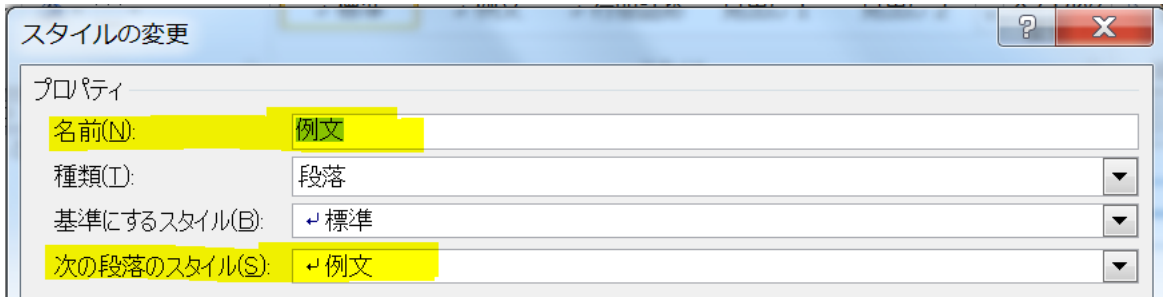 スタイルの変更
プロパティ
名前(N): 例文
種類(T): 段落
基準にするスタイル(B): ↵標準
次の段落のスタイル(S): ↵例文